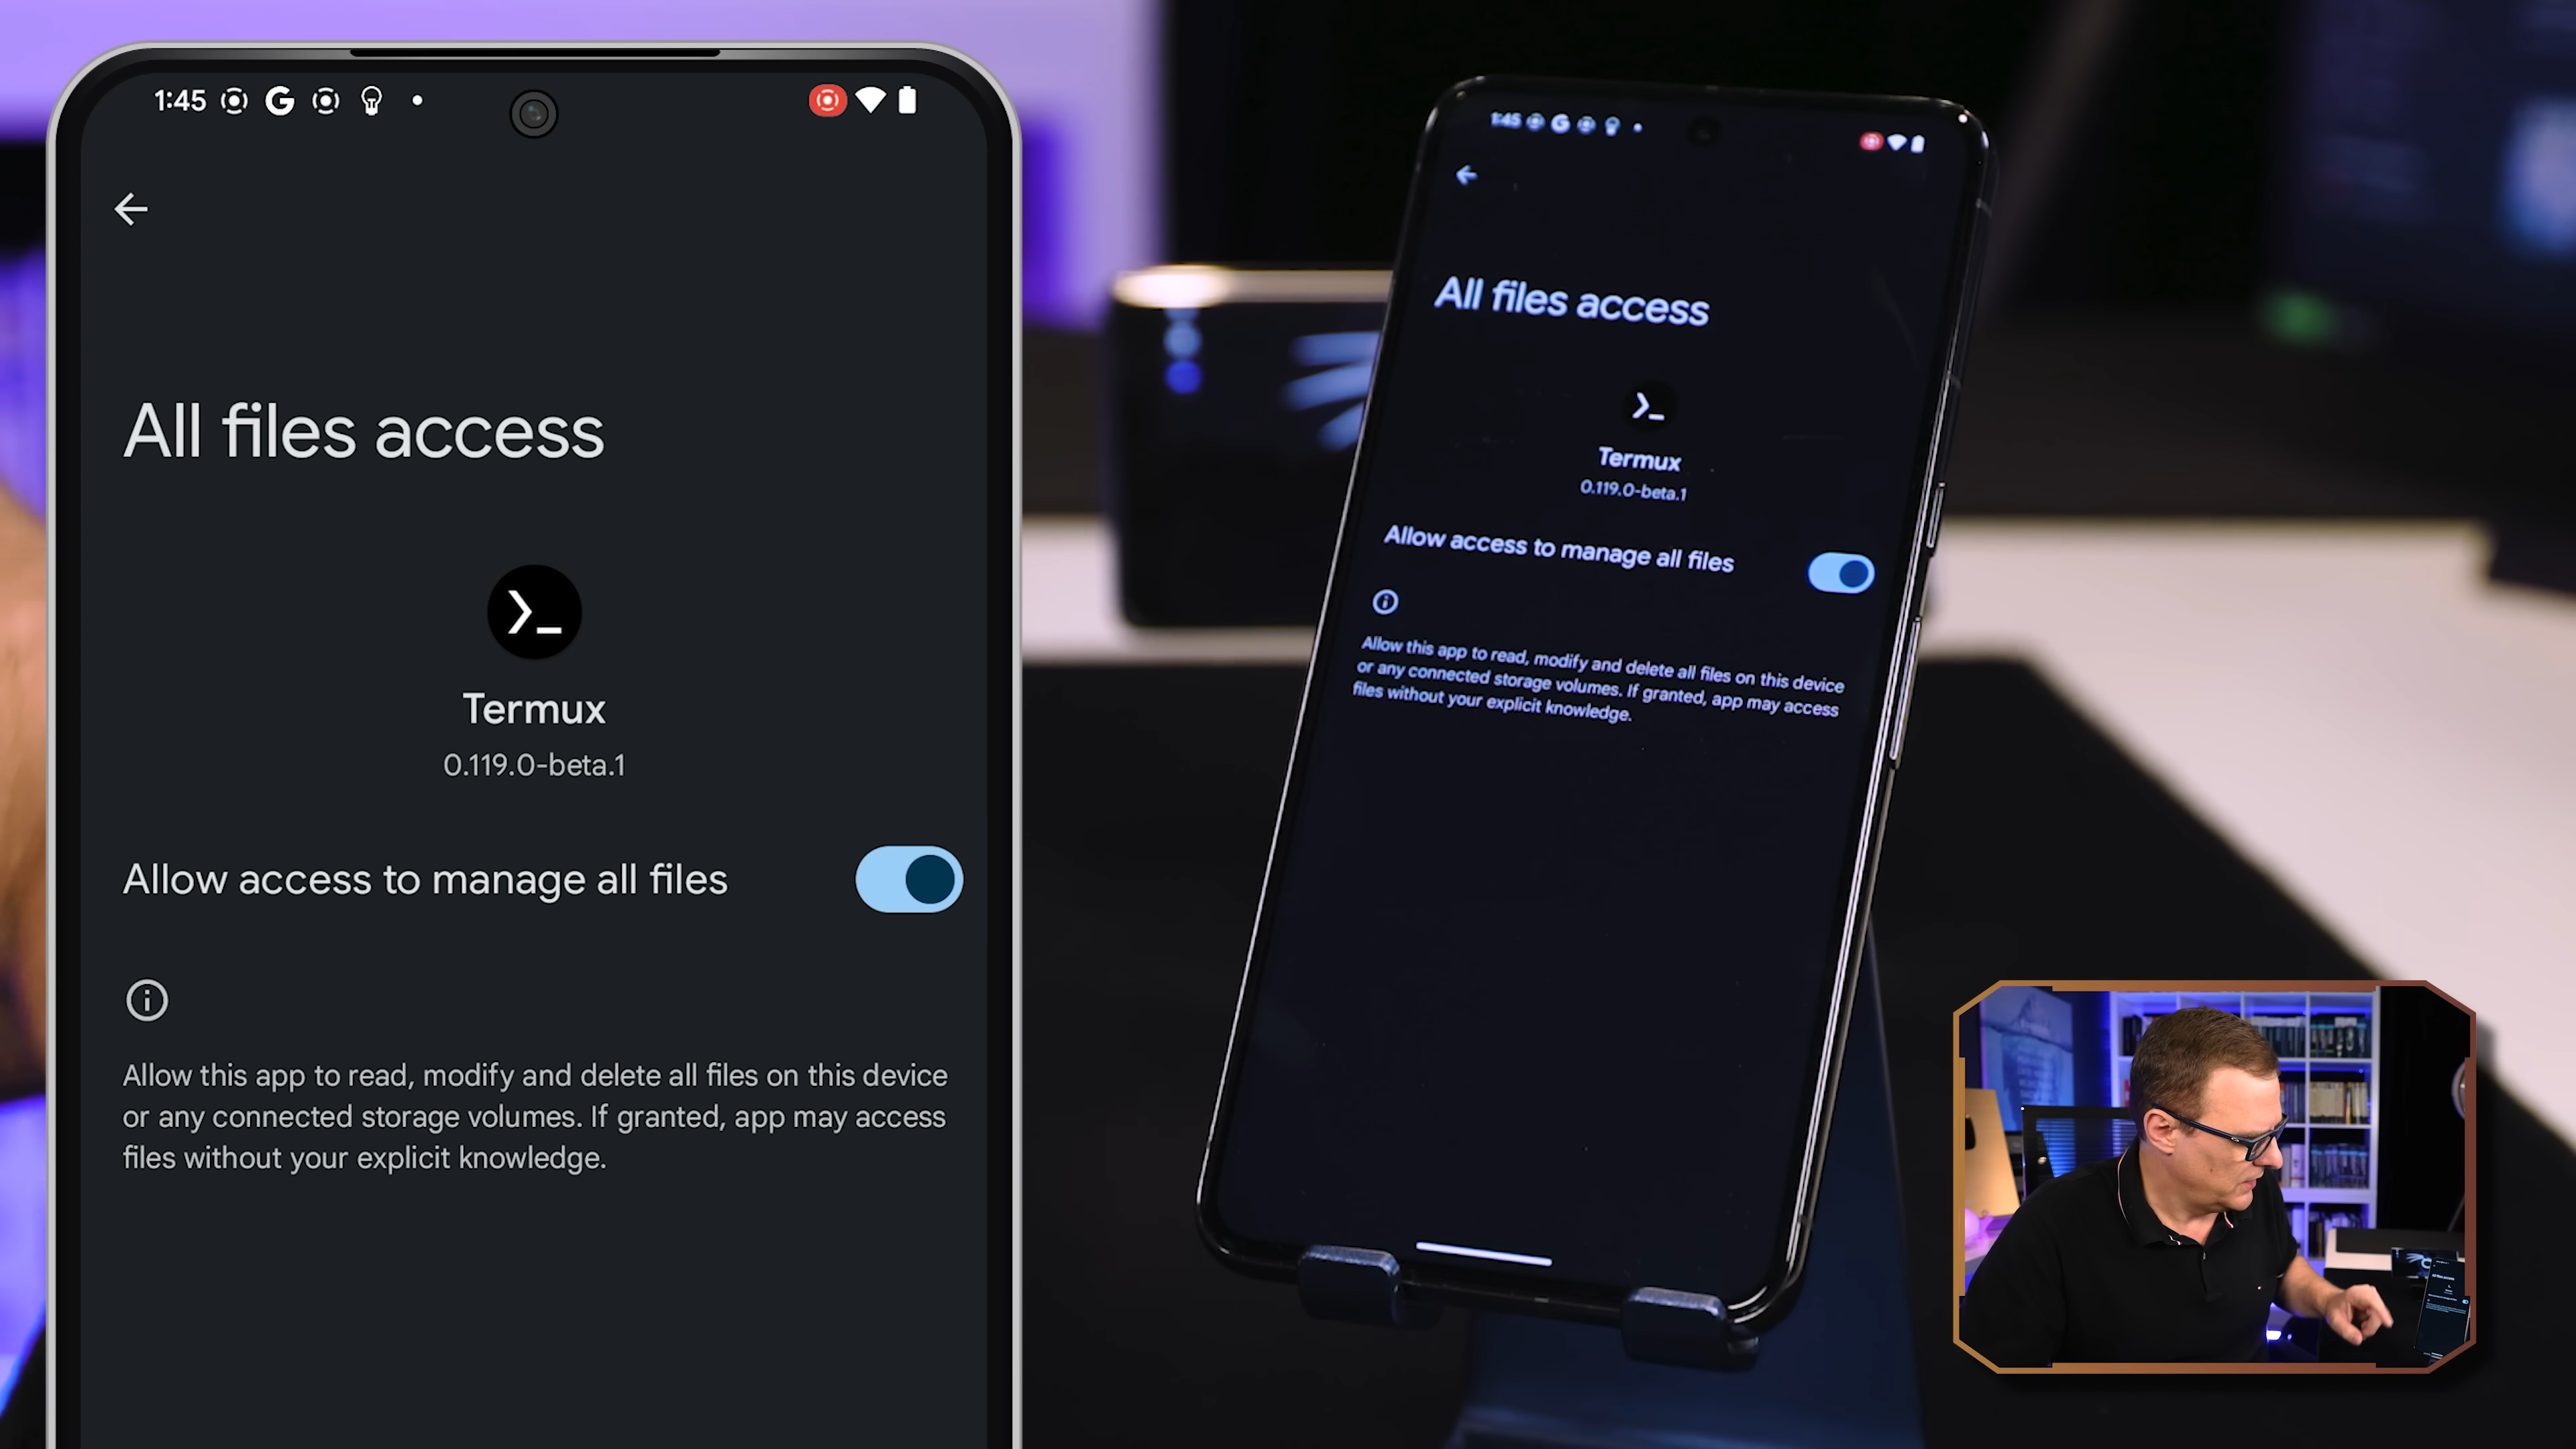 1:45
All files access
Termux
0.119.0-beta.1
Allow access to manage all files
Allow this app to read, modify and delete all files on this device
or any connected storage volumes. If granted, app may access
files without your explicit knowledge.
1:45
All files access
Termux
0.119.0-beta.1
Allow access to manage all files
Allow this app to read, modify and delete all files on this device
or any connected storage volumes. If granted, app may access
files without your explicit knowledge.